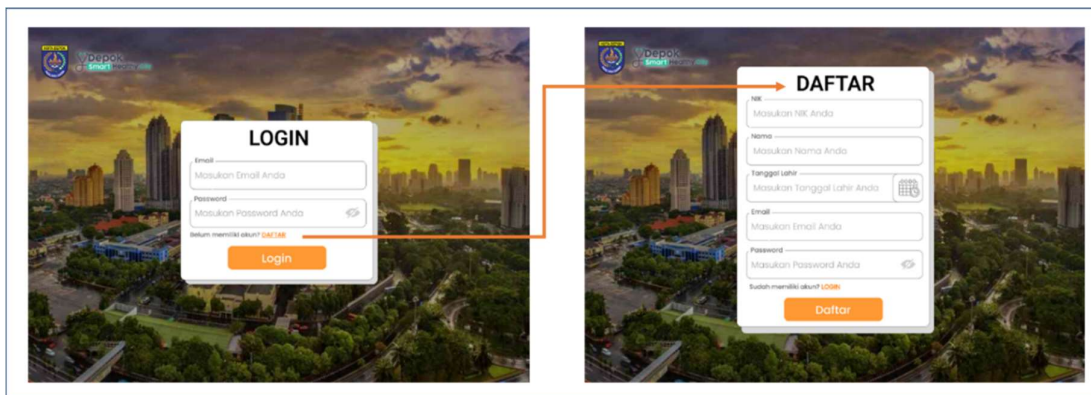 Depok
Smart Healthy
LOGIN
Email
Masukan Email Anda
Password
Masukan Password Anda
Belum memiliki akun? DAFTAR
Login
Depok
Smart Healthy
DAFTAR
NIK
Masukan NIK Anda
Nama
Masukan Nama Anda
Tanggal Lahir
Masukan Tanggal Lahir Anda
Email
Masukan Email Anda
Password
Masukan Password Anda
Sudah memiliki akun? LOGIN
Daftar